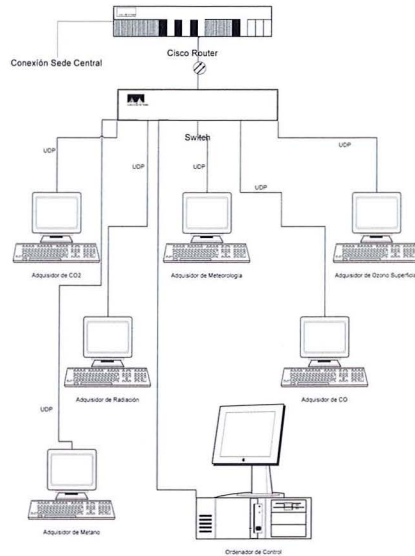 Conexión Sede Central
Cisco Router
Switch
UDP
UDP
UDP
UDP
UDP
Adquisidor de CO2
Adquisidor de Meteorología
Adquisidor de Ozono Superficial
Adquisidor de Radiación
Adquisidor de CO
UDP
Adquisidor de Metano
Ordenador de Control